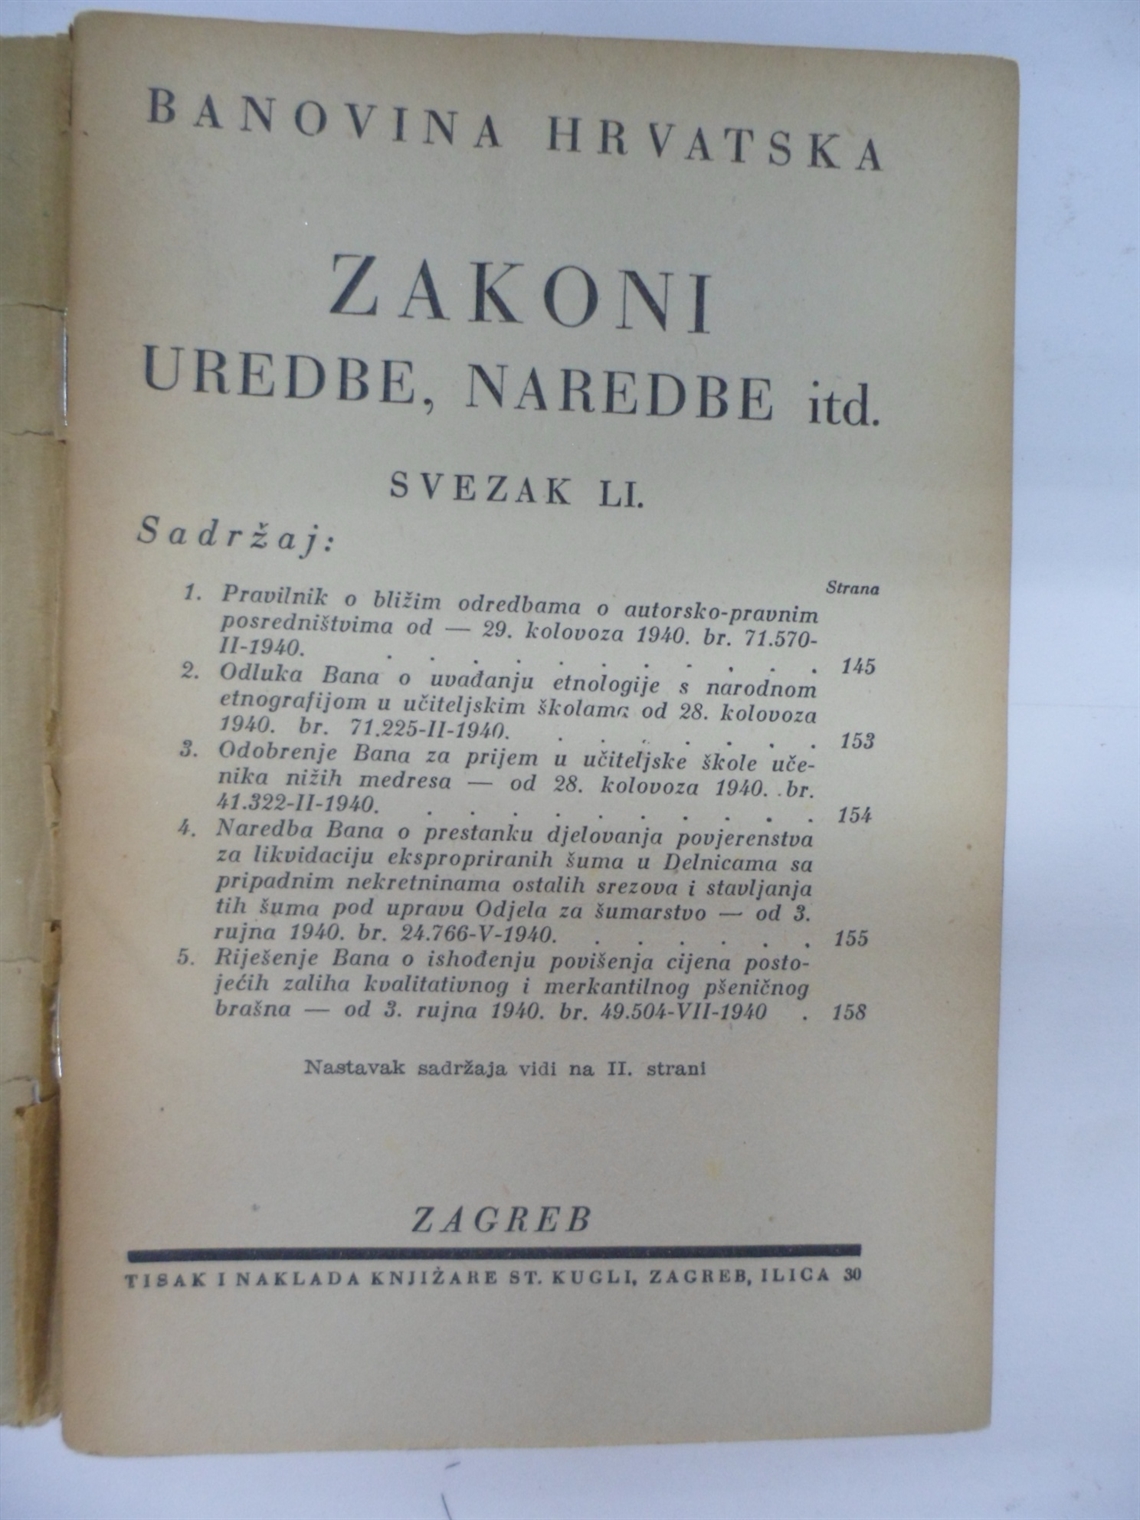 BANOVINA HRVATSKA
ZAKONI
UREDBE, NAREDBE itd.
SVEZAK LI.
Sadržaj:
Strana
1. Pravilnik o bližim odredbama o autorsko-pravnim
posredništvima od — 29. kolovoza 1940. br. 71.570-
II-1940. . . . . . . . . . . . 145
2. Odluka Bana o uvađanju etnologije s narodnom
etnografijom u učiteljskim školama od 28. kolovoza
1940. br. 71.225-II-1940. . . . . . . . 153
3. Odobrenje Bana za prijem u učiteljske škole uče-
nika nižih medresa — od 28. kolovoza 1940. br.
41.322-II-1940. . . . . . . . . . . 154
4. Naredba Bana o prestanku djelovanja povjerenstva
za likvidaciju ekspropriranih šuma u Delnicama sa
pripadnim nekretninama ostalih srezova i stavljanja
tih šuma pod upravu Odjela za šumarstvo — od 3.
rujna 1940. br. 24.766-V-1940. . . . . . . 155
5. Riješenje Bana o ishođenju povišenja cijena posto-
jećih zaliha kvalitativnog i merkantilnog pšeničnog
brašna — od 3. rujna 1940. br. 49.504-VII-1940 . 158
Nastavak sadržaja vidi na II. strani
ZAGREB
TISAK I NAKLADA KNJIŽARE ST. KUGLI, ZAGREB, ILICA 30